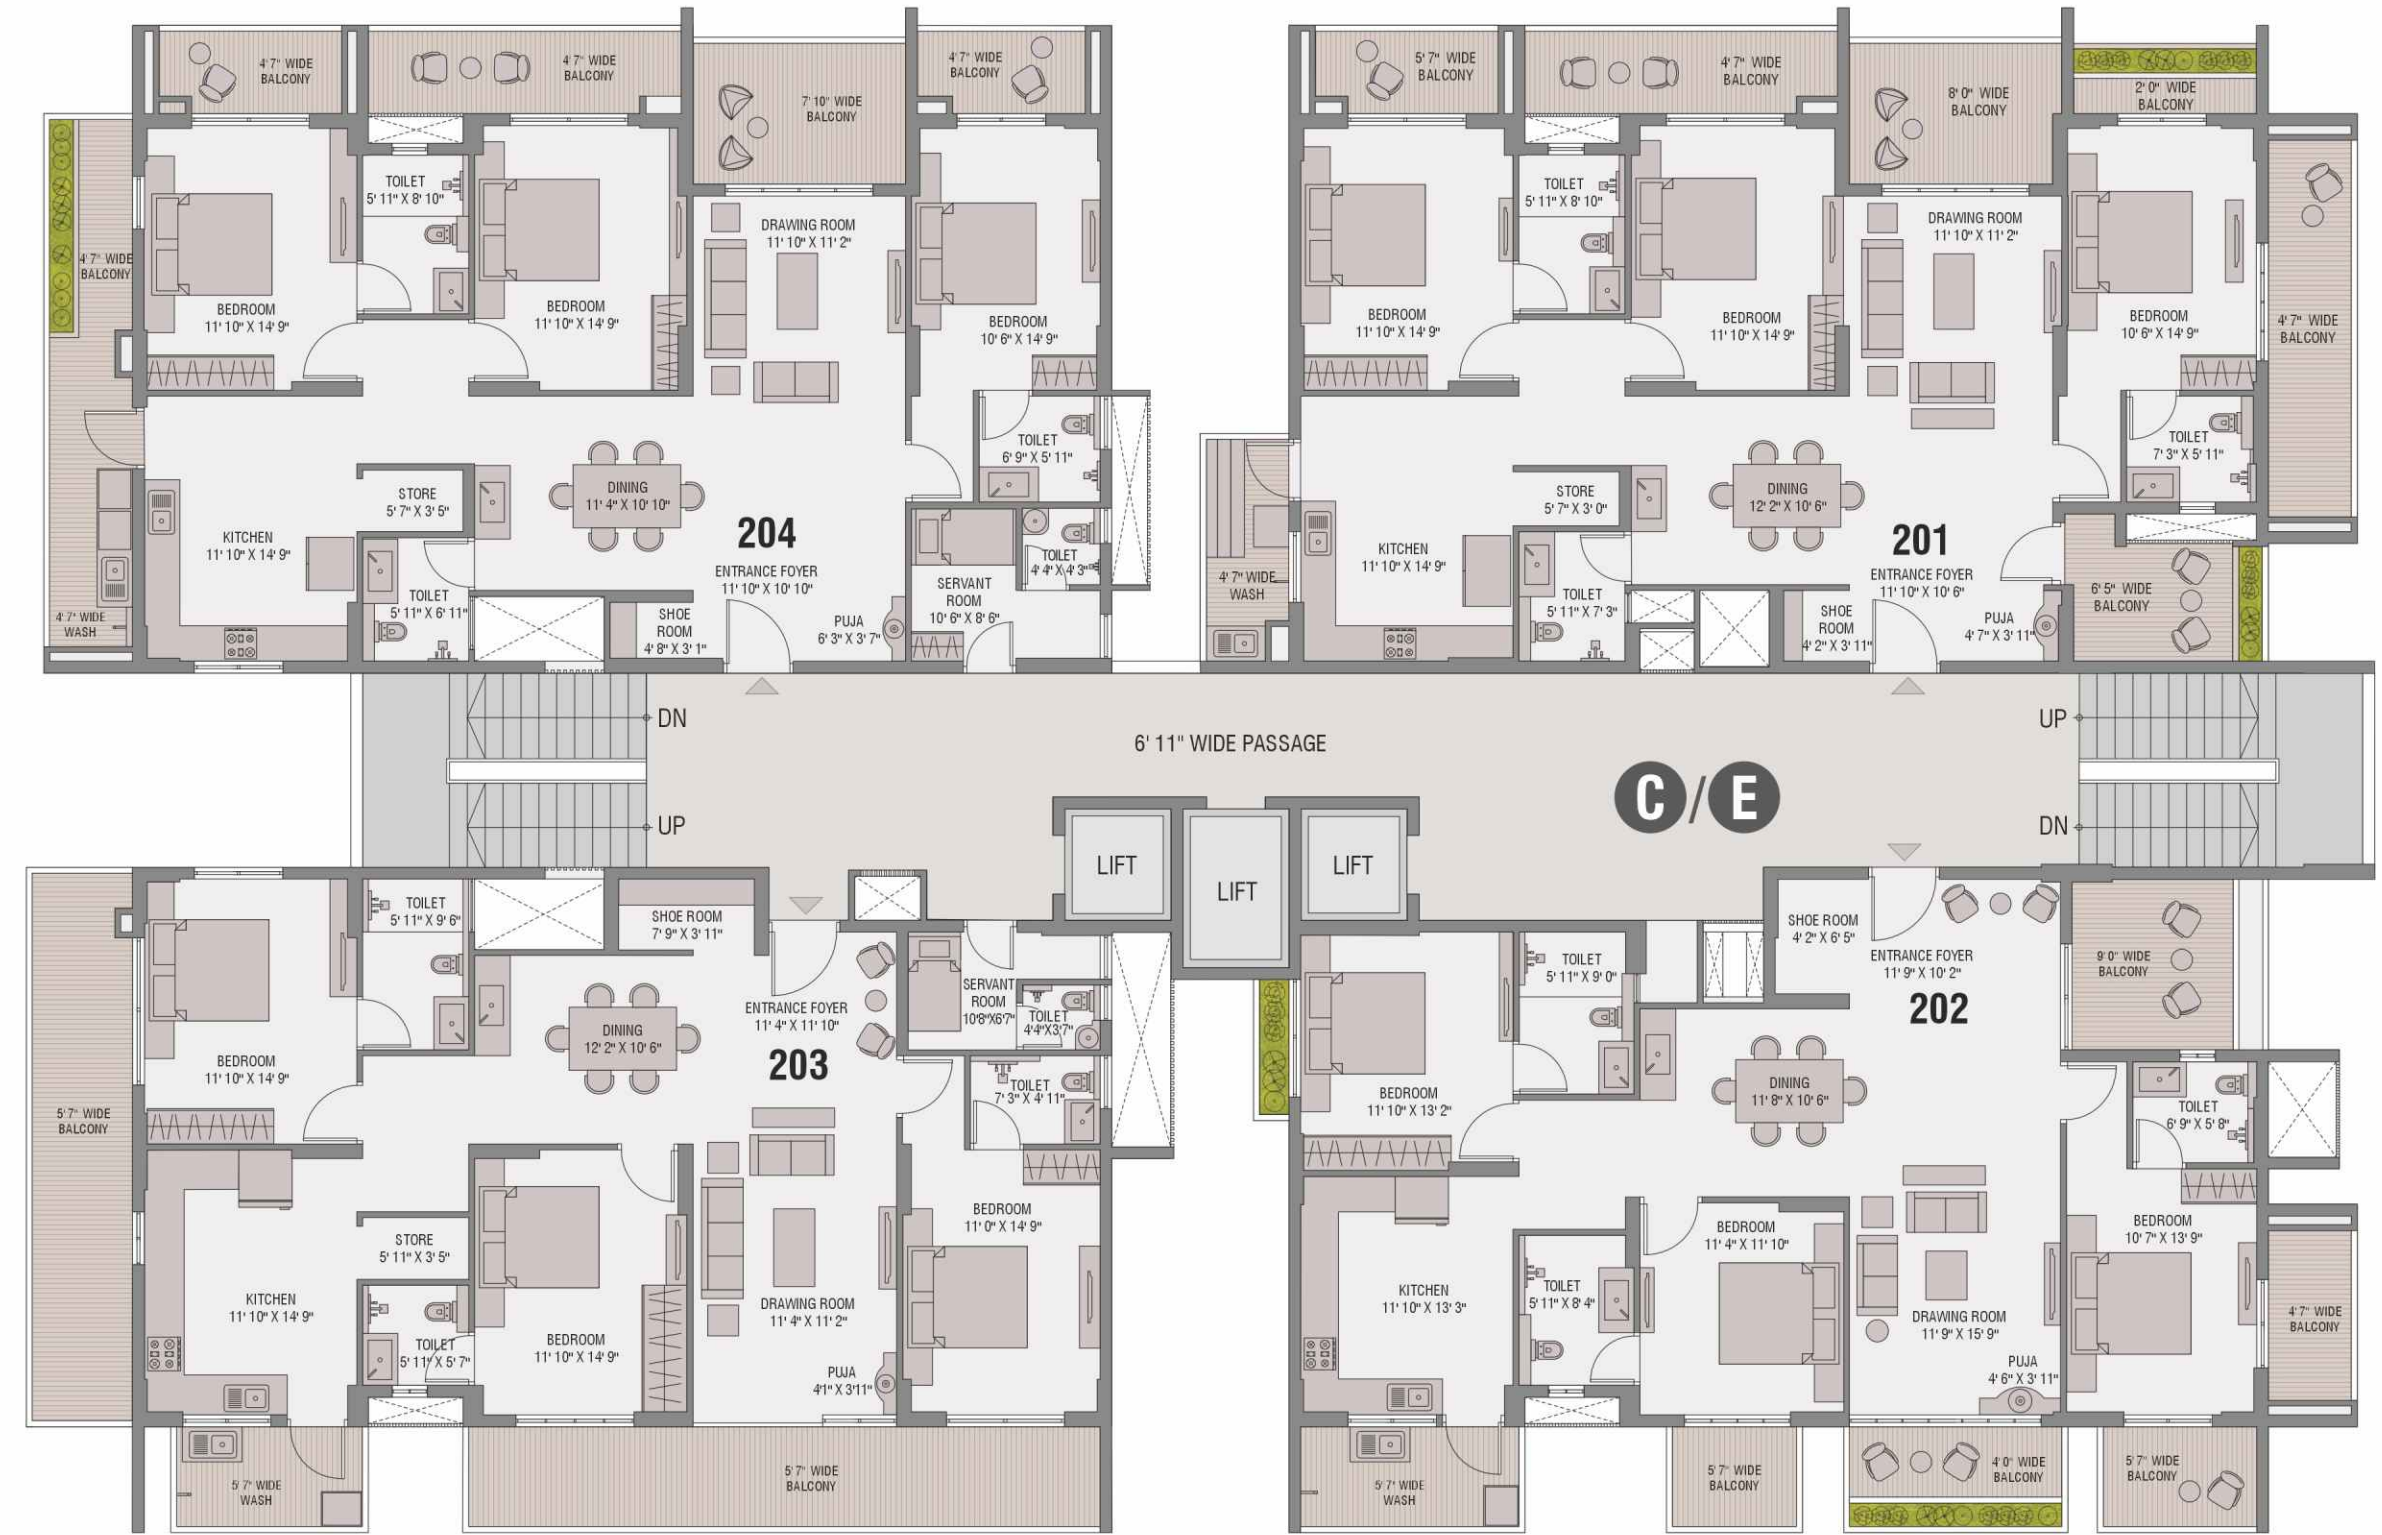 4' 7" WIDE
BALCONY
4' 7" WIDE
BALCONY
7' 10" WIDE
BALCONY
4' 7" WIDE
BALCONY
4' 7" WIDE
BALCONY
TOILET
5' 11" X 8' 10"
BEDROOM
11' 10" X 14' 9"
BEDROOM
11' 10" X 14' 9"
DRAWING ROOM
11' 10" X 11' 2"
BEDROOM
10' 6" X 14' 9"
TOILET
6' 9" X 5' 11"
STORE
5' 7" X 3' 5"
DINING
11' 4" X 10' 10"
204
KITCHEN
11' 10" X 14' 9"
ENTRANCE FOYER
11' 10" X 10' 10"
TOILET
4' 4" X 4' 3"
SERVANT
ROOM
10' 6" X 8' 6"
TOILET
5' 11" X 6' 11"
SHOE
ROOM
4' 8" X 3' 1"
PUJA
6' 3" X 3' 7"
4' 7" WIDE
WASH
5' 7" WIDE
BALCONY
4' 7" WIDE
BALCONY
8' 0" WIDE
BALCONY
2' 0" WIDE
BALCONY
TOILET
5' 11" X 8' 10"
BEDROOM
11' 10" X 14' 9"
BEDROOM
11' 10" X 14' 9"
DRAWING ROOM
11' 10" X 11' 2"
BEDROOM
10' 6" X 14' 9"
4' 7" WIDE
BALCONY
TOILET
7' 3" X 5' 11"
STORE
5' 7" X 3' 0"
DINING
12' 2" X 10' 6"
201
KITCHEN
11' 10" X 14' 9"
ENTRANCE FOYER
11' 10" X 10' 6"
4' 7" WIDE
WASH
TOILET
5' 11" X 7' 3"
SHOE
ROOM
4' 2" X 3' 11"
PUJA
4' 7" X 3' 11"
6' 5" WIDE
BALCONY
DN
UP
6' 11" WIDE PASSAGE
C/E
UP
DN
LIFT
LIFT
LIFT
TOILET
5' 11" X 9' 6"
SHOE ROOM
7' 9" X 3' 11"
ENTRANCE FOYER
11' 4" X 11' 10"
SERVANT
ROOM
10'8"X6'7"
TOILET
4'4"X3'7"
DINING
12' 2" X 10' 6"
203
BEDROOM
11' 10" X 14' 9"
TOILET
7' 3" X 4' 11"
5' 7" WIDE
BALCONY
BEDROOM
11' 0" X 14' 9"
STORE
5' 11" X 3' 5"
KITCHEN
11' 10" X 14' 9"
DRAWING ROOM
11' 4" X 11' 2"
TOILET
5' 11" X 5' 7"
BEDROOM
11' 10" X 14' 9"
PUJA
4'1" X 3'11"
5' 7" WIDE
WASH
5' 7" WIDE
BALCONY
SHOE ROOM
4' 2" X 6' 5"
ENTRANCE FOYER
11' 9" X 10' 2"
202
9' 0" WIDE
BALCONY
TOILET
5' 11" X 9' 0"
BEDROOM
11' 10" X 13' 2"
DINING
11' 8" X 10' 6"
TOILET
6' 9" X 5' 8"
BEDROOM
11' 4" X 11' 10"
BEDROOM
10' 7" X 13' 9"
KITCHEN
11' 10" X 13' 3"
TOILET
5' 11" X 8' 4"
DRAWING ROOM
11' 9" X 15' 9"
4' 7" WIDE
BALCONY
PUJA
4' 6" X 3' 11"
5' 7" WIDE
WASH
5' 7" WIDE
BALCONY
4' 0" WIDE
BALCONY
5' 7" WIDE
BALCONY